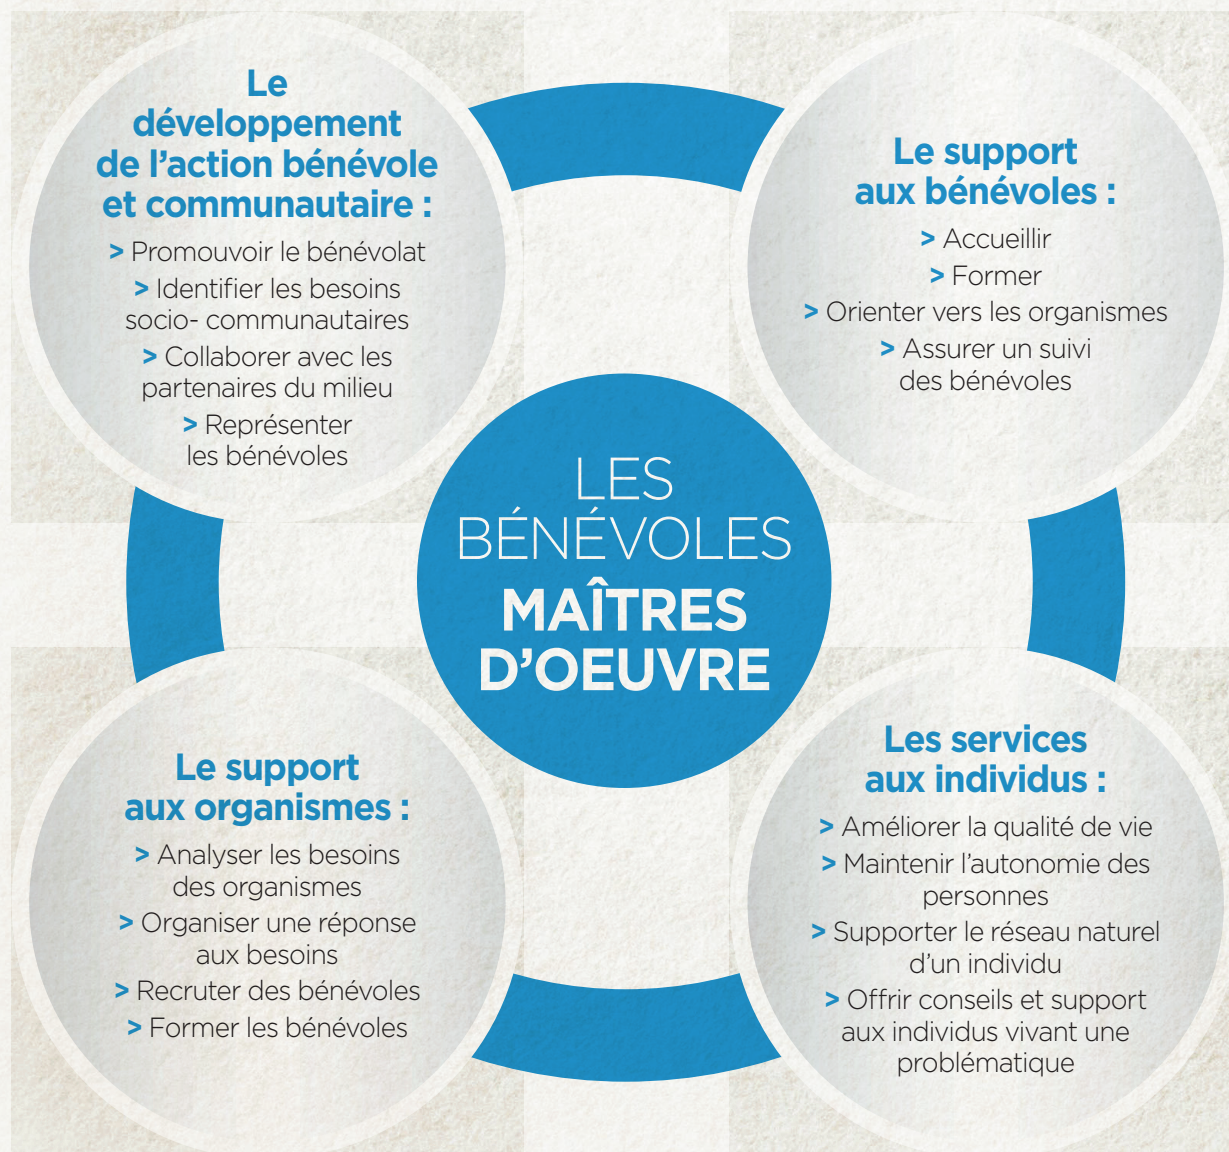 Le
développement
de l'action bénévole
et communautaire :
> Promouvoir le bénévolat
> Identifier les besoins
socio- communautaires
> Collaborer avec les
partenaires du milieu
> Représenter
les bénévoles
Le support
aux bénévoles :
> Accueillir
> Former
> Orienter vers les organismes
> Assurer un suivi
des bénévoles
LES
BÉNÉVOLES
MAÎTRES
D'OEUVRE
Le support
aux organismes :
> Analyser les besoins
des organismes
> Organiser une réponse
aux besoins
> Recruter des bénévoles
> Former les bénévoles
Les services
aux individus :
> Améliorer la qualité de vie
> Maintenir l'autonomie des
personnes
> Supporter le réseau naturel
d'un individu
> Offrir conseils et support
aux individus vivant une
problématique